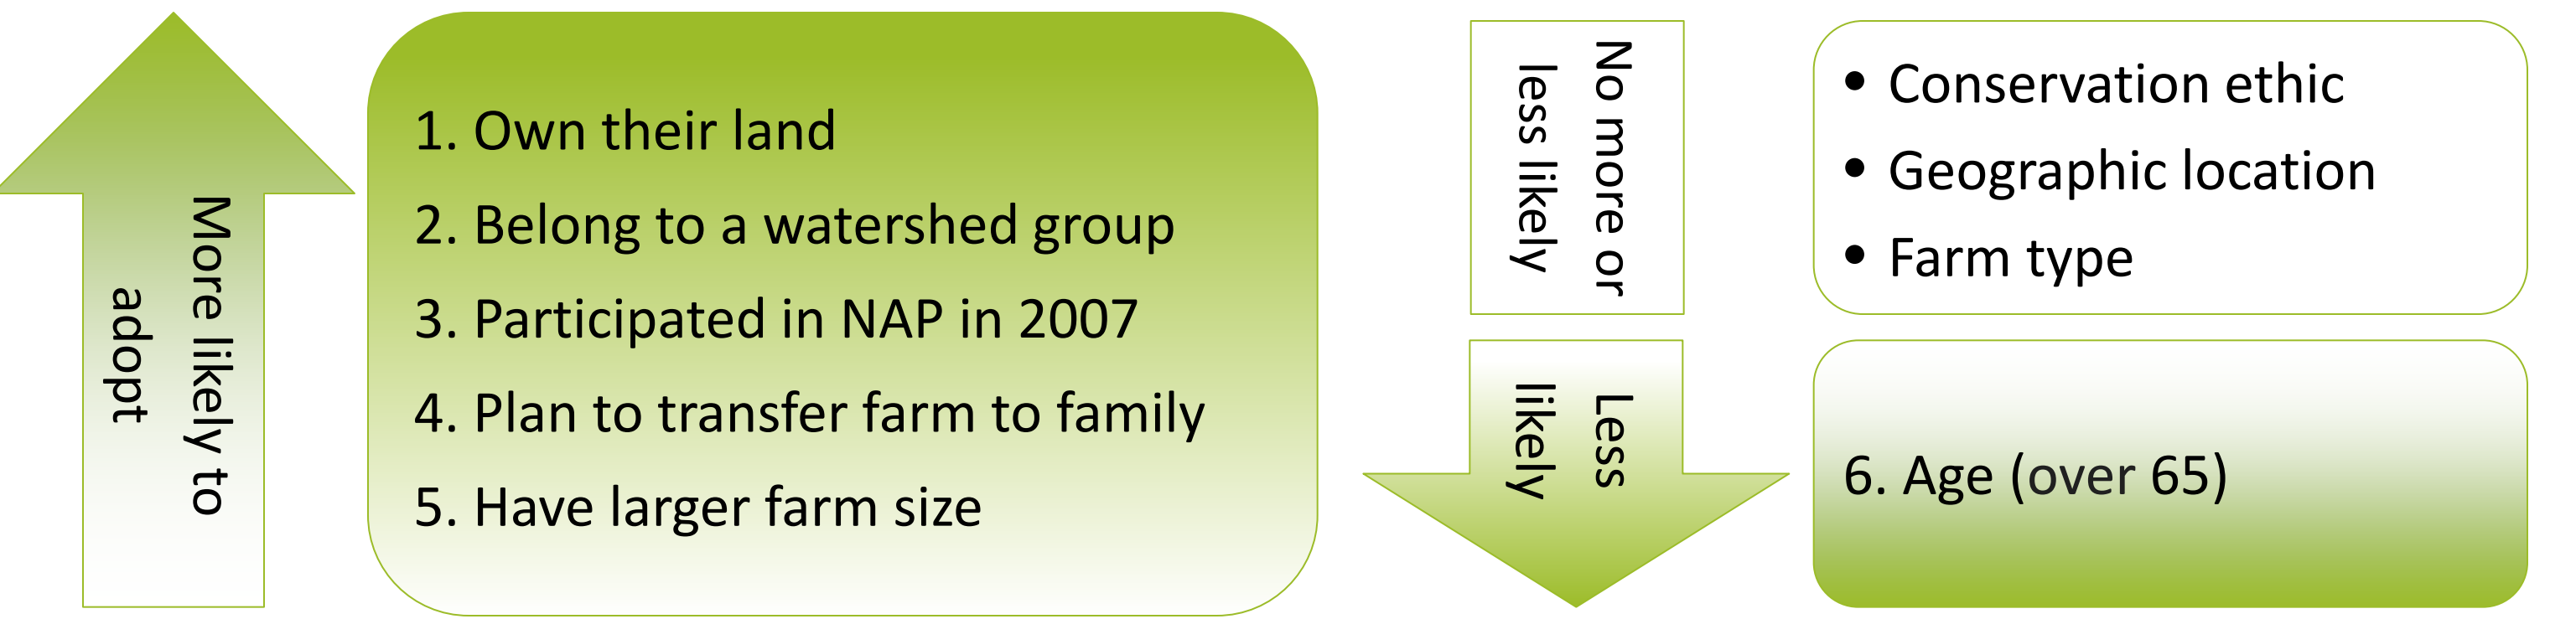 More likely to
adopt
1. Own their land
2. Belong to a watershed group
3. Participated in NAP in 2007
4. Plan to transfer farm to family
5. Have larger farm size
No more or
less likely
• Conservation ethic
• Geographic location
• Farm type
Less
likely
6. Age (over 65)